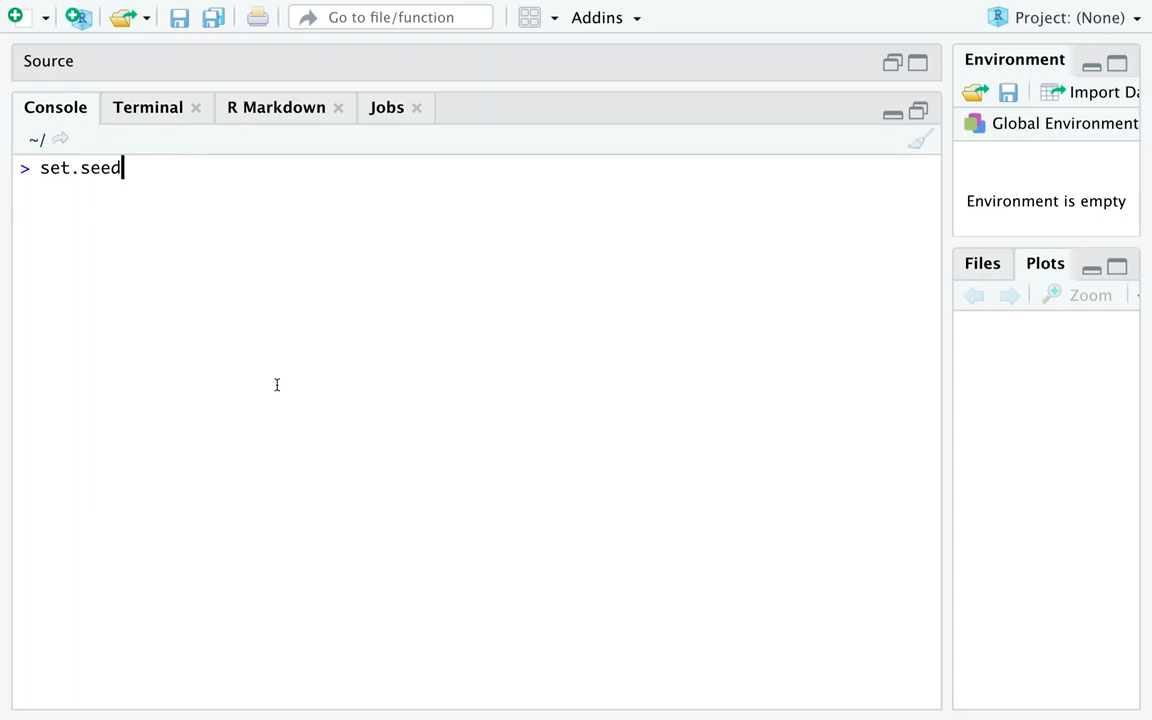 Go to file/function
Addins
Project: (None)
Source
Environment
Console
Terminal
R Markdown
Jobs
Import Da
~/
Global Environment
> set.seed
Environment is empty
Files
Plots
Zoom